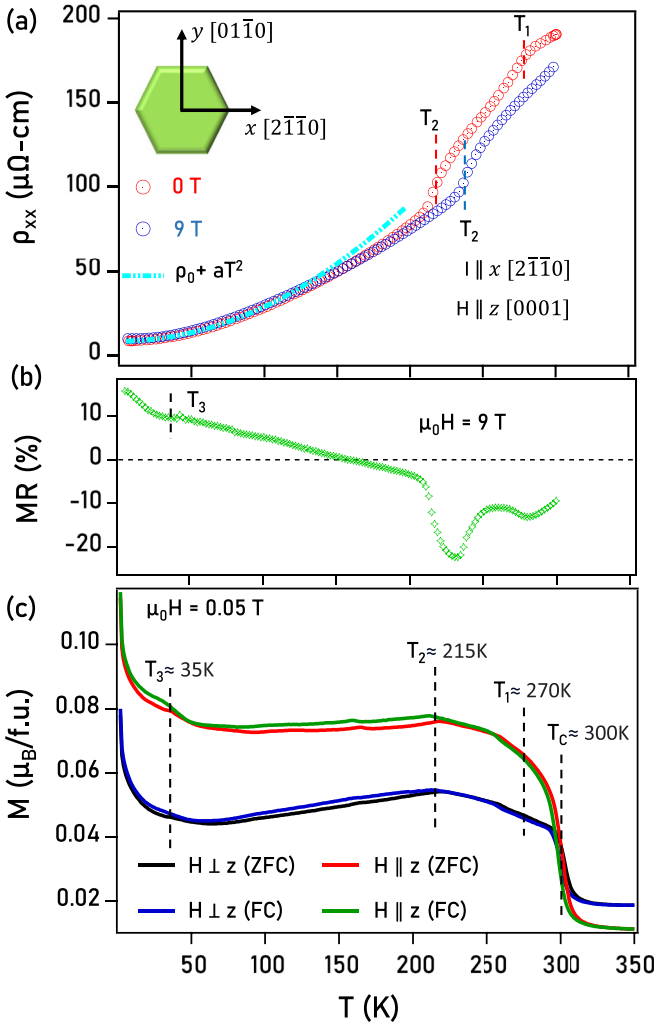 (a)
y [011̅0]
x [21̅1̅0]
0 T
9 T
ρ₀+ aT²
T₁
T₂
T₂
I ∥ x [21̅1̅0]
H ∥ z [0001]
ρxx (μΩ-cm)
200
150
100
50
0
(b)
T₃
μ₀H = 9 T
MR (%)
10
0
-10
-20
(c)
μ₀H = 0.05 T
T₃≈ 35K
T₂≈ 215K
T₁≈ 270K
T_C≈ 300K
M (μ_B/f.u.)
0.10
0.08
0.06
0.04
0.02
H ⊥ z (ZFC)
H ∥ z (ZFC)
H ⊥ z (FC)
H ∥ z (FC)
50 100 150 200 250 300 350
T (K)